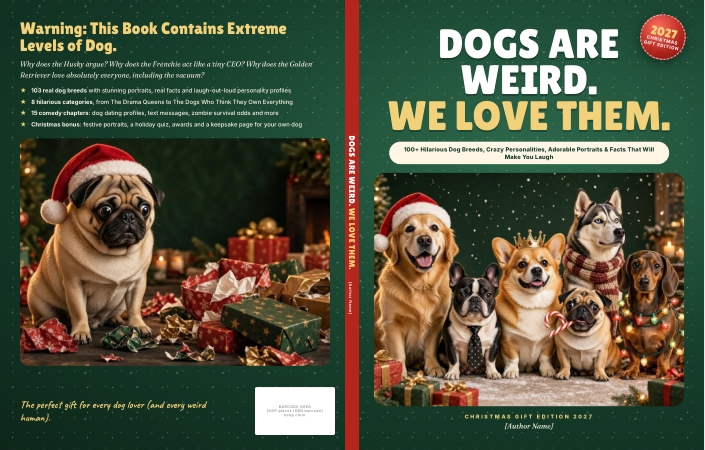 Warning: This Book Contains Extreme
Levels of Dog.
Why does the Husky argue? Why does the Frenchie act like a tiny CEO? Why does the Golden
Retriever love absolutely everyone, including the vacuum?
★ 103 real dog breeds with stunning portraits, real facts and laugh-out-loud personality profiles
★ 8 hilarious categories, from The Drama Queens to The Dogs Who Think They Own Everything
★ 15 comedy chapters: dog dating profiles, text messages, zombie survival odds and more
★ Christmas bonus: festive portraits, a holiday quiz, awards and a keepsake page for your own dog
The perfect gift for every dog lover (and every weird
human).
BARCODE AREA
(KDP places ISBN barcode)
keep clear
DOGS ARE WEIRD. WE LOVE THEM.
[Author Name]
DOGS ARE
WEIRD.
WE LOVE THEM.
2027
CHRISTMAS
GIFT EDITION
100+ Hilarious Dog Breeds, Crazy Personalities, Adorable Portraits & Facts That Will
Make You Laugh
CHRISTMAS GIFT EDITION 2027
[Author Name]